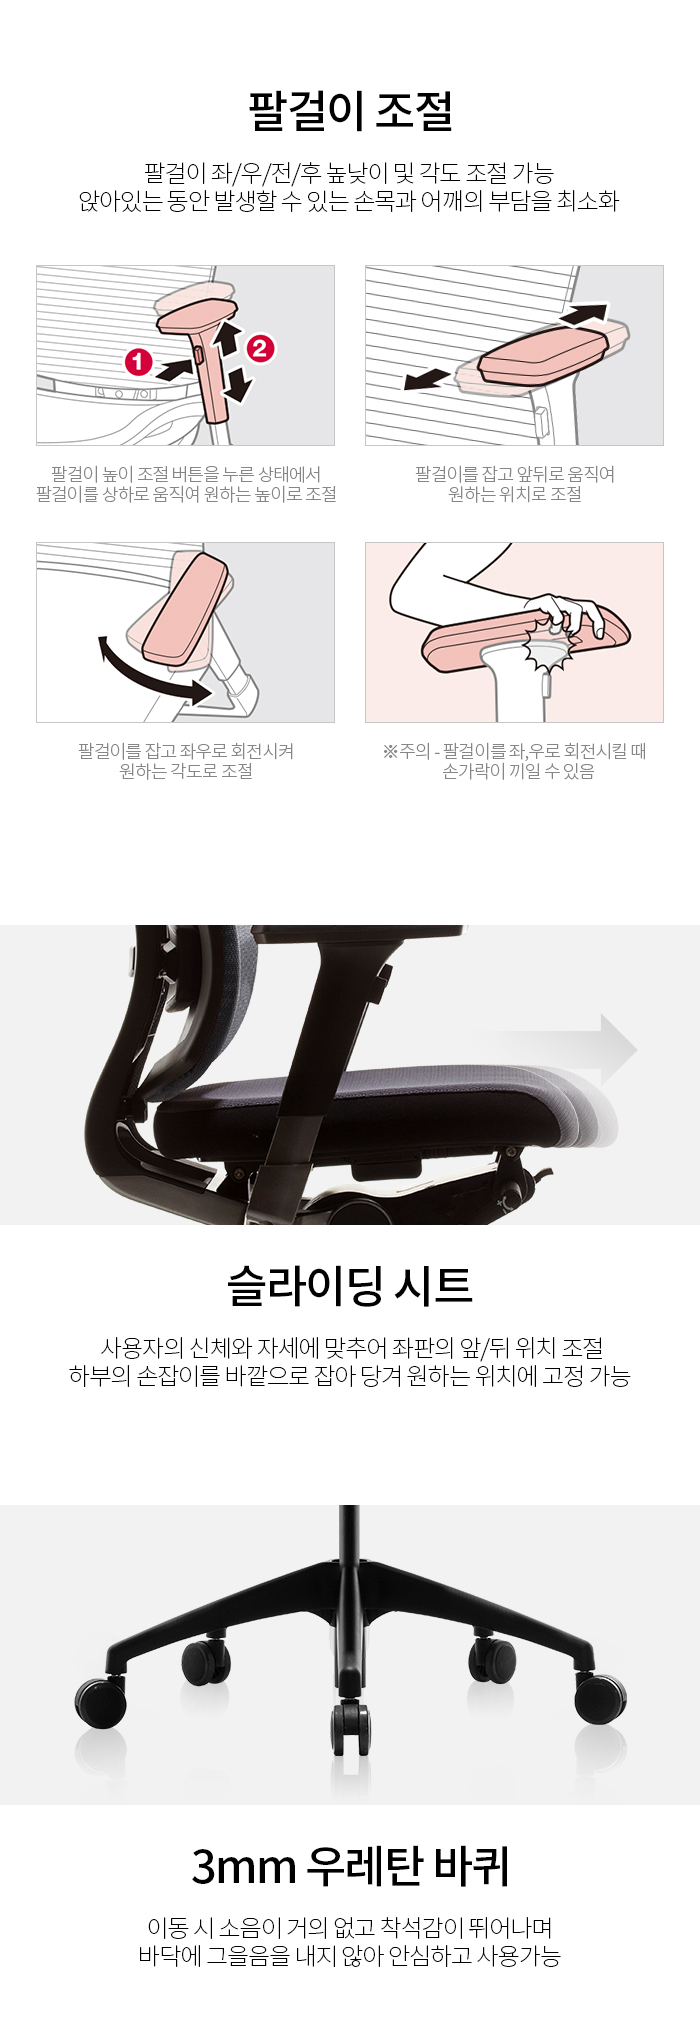 팔걸이 조절
팔걸이 좌/우/전/후 높낮이 및 각도 조절 가능
앉아있는 동안 발생할 수 있는 손목과 어깨의 부담을 최소화
1
2
팔걸이 높이 조절 버튼을 누른 상태에서
팔걸이를 상하로 움직여 원하는 높이로 조절
팔걸이를 잡고 앞뒤로 움직여
원하는 위치로 조절
팔걸이를 잡고 좌우로 회전시켜
원하는 각도로 조절
※주의 - 팔걸이를 좌,우로 회전시킬 때
손가락이 끼일 수 있음
슬라이딩 시트
사용자의 신체와 자세에 맞추어 좌판의 앞/뒤 위치 조절
하부의 손잡이를 바깥으로 잡아 당겨 원하는 위치에 고정 가능
3mm 우레탄 바퀴
이동 시 소음이 거의 없고 착석감이 뛰어나며
바닥에 그을음을 내지 않아 안심하고 사용가능